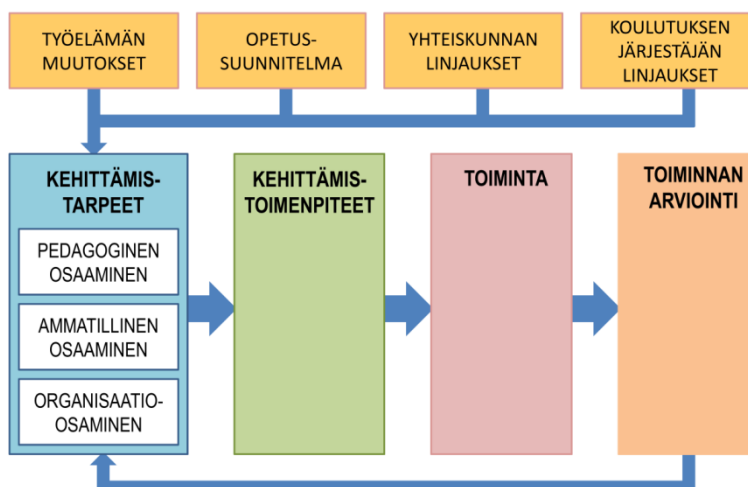 TYÖELÄMÄN
MUUTOKSET
OPETUS-
SUUNNITELMA
YHTEISKUNNAN
LINJAUKSET
KOULUTUKSEN
JÄRJESTÄJÄN
LINJAUKSET
KEHITTÄMIS-
TARPEET
PEDAGOGINEN
OSAAMINEN
AMMATILLINEN
OSAAMINEN
ORGANISAATIO-
OSAMINEN
KEHITTÄMIS-
TOIMENPITEET
TOIMINTA
TOIMINNAN
ARVIOINTI